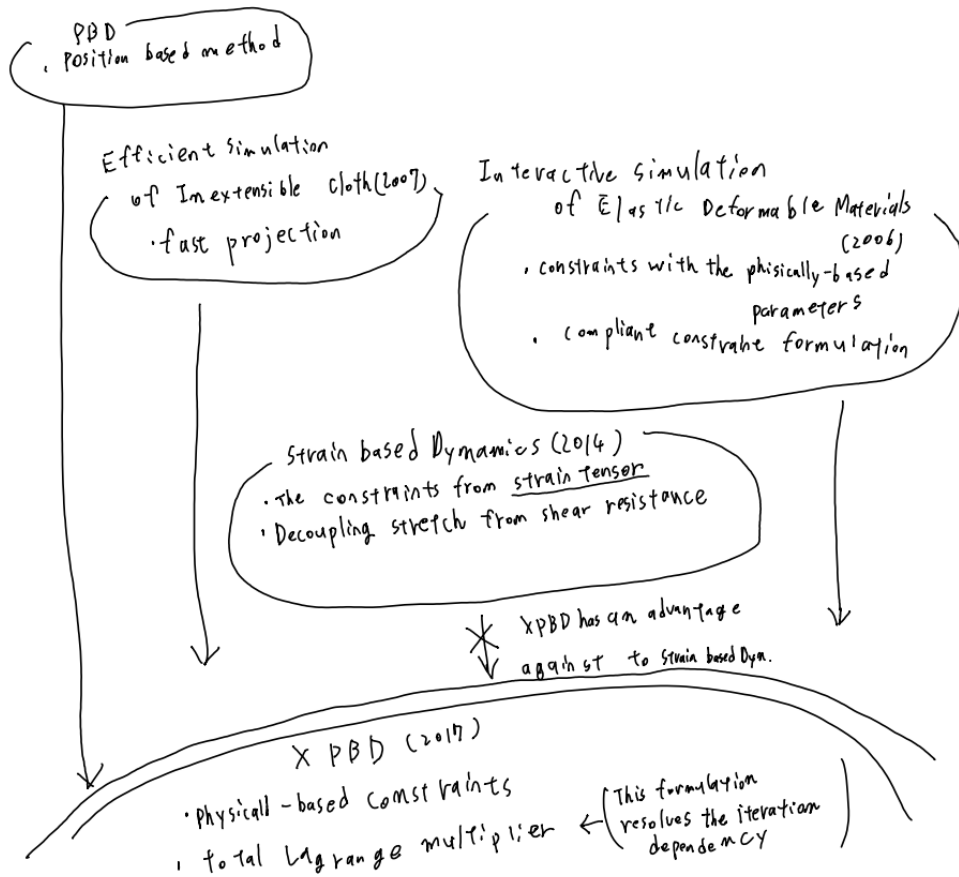 PBD
· Position based method
Efficient simulation
of Inextensible Cloth (2007)
· fast projection
Interactive simulation
of Elastic Deformable Materials
(2006)
· constraints with the phisically-based
parameters
· compliant constraint formulation
Strain based Dynamics (2014)
· The constraints from strain tensor
· Decoupling stretch from shear resistance
XPBD has an advantage
against to Strain based Dyn.
X PBD (2017)
· Physicall-based constraints
· total Lagrange multiplier ← (This formulation
resolves the iteration
dependency)